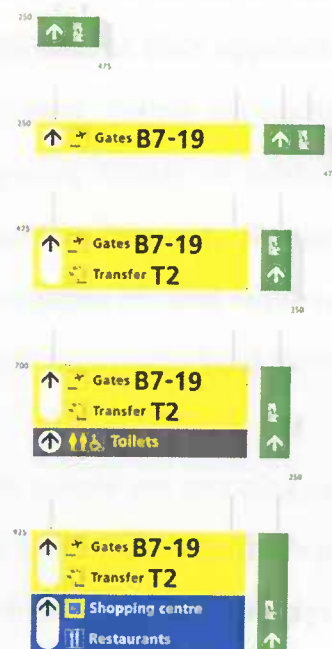 250
475
250
Gates B7-19
475
Gates B7-19
Transfer T2
250
700
Gates B7-19
Transfer T2
Toilets
250
925
Gates B7-19
Transfer T2
Shopping centre
Restaurants